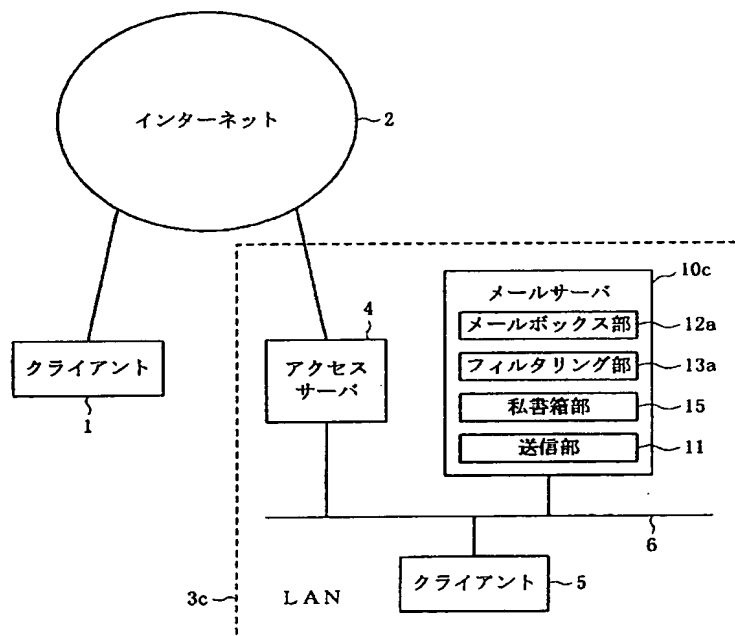 インターネット
2
10c
メールサーバ
メールボックス部
12a
4
フィルタリング部
13a
クライアント
アクセス
サーバ
私書箱部
15
1
送信部
11
6
クライアント
5
3c
LAN